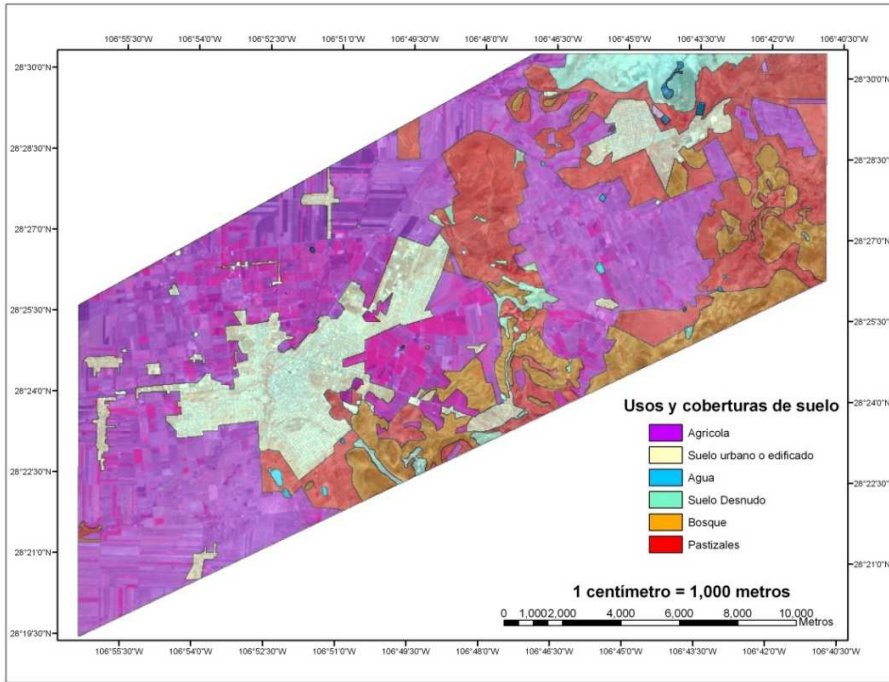 106°55'30"W 106°54'0"W 106°52'30"W 106°51'0"W 106°49'30"W 106°48'0"W 106°46'30"W 106°45'0"W 106°43'30"W 106°42'0"W 106°40'30"W
28°30'0"N 28°30'0"N
28°28'30"N 28°28'30"N
28°27'0"N 28°27'0"N
28°25'30"N 28°25'30"N
28°24'0"N 28°24'0"N
Usos y coberturas de suelo
Agrícola
Suelo urbano o edificado
Agua
Suelo Desnudo
Bosque
Pastizales
28°22'30"N 28°22'30"N
28°21'0"N 28°21'0"N
1 centímetro = 1,000 metros
0 1,000 2,000 4,000 6,000 8,000 10,000
Metros
28°19'30"N
106°55'30"W 106°54'0"W 106°52'30"W 106°51'0"W 106°49'30"W 106°48'0"W 106°46'30"W 106°45'0"W 106°43'30"W 106°42'0"W 106°40'30"W